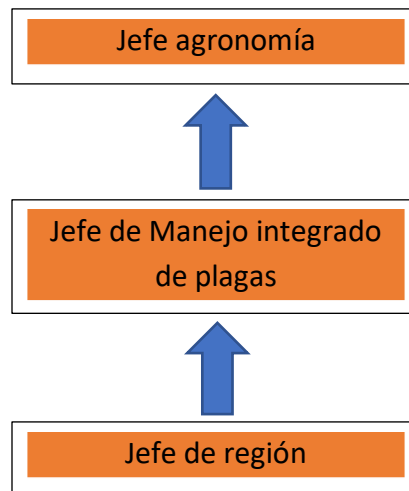 Jefe agronomía
Jefe de Manejo integrado
de plagas
Jefe de región